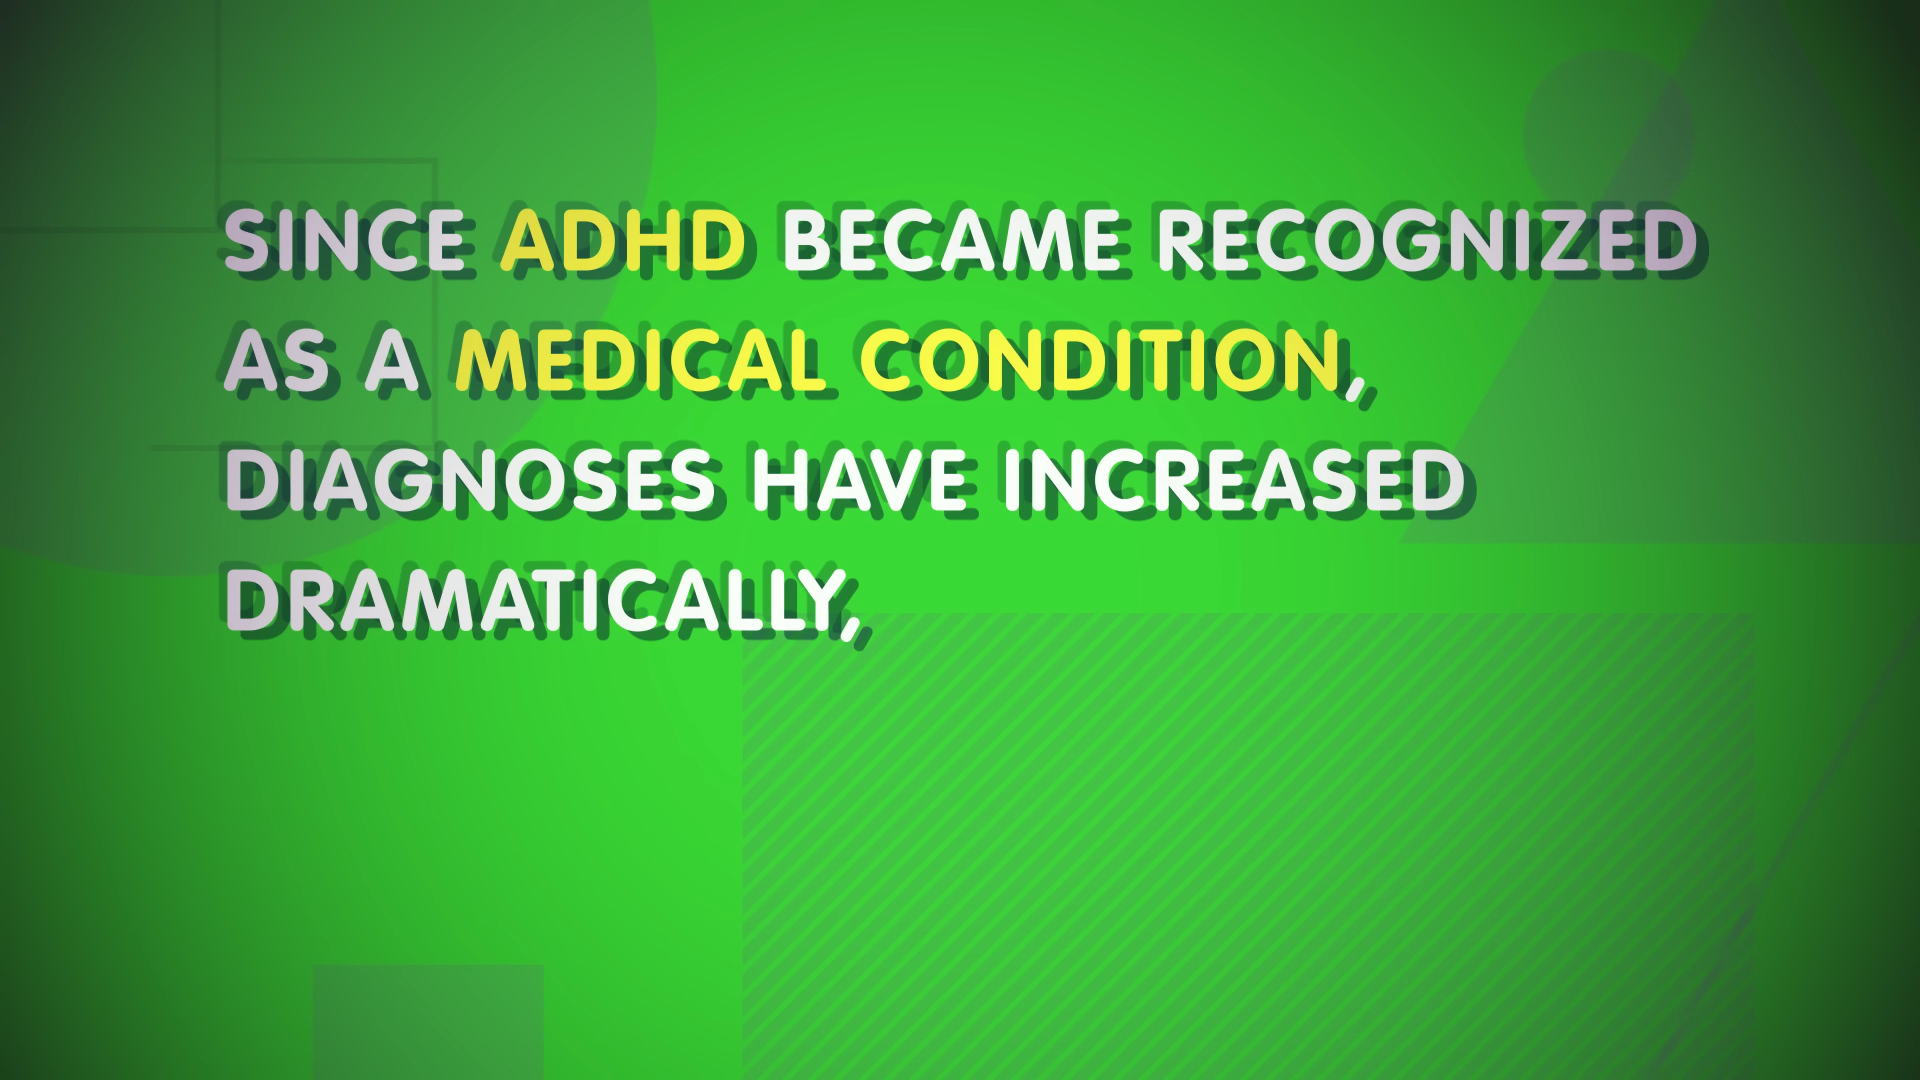 SINCE ADHD BECAME RECOGNIZED
AS A MEDICAL CONDITION,
DIAGNOSES HAVE INCREASED
DRAMATICALLY,